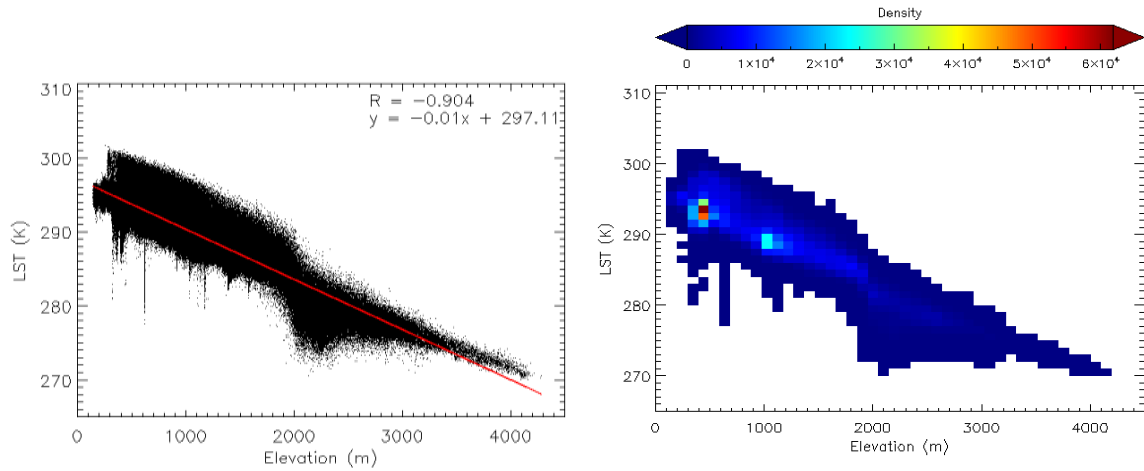 Density
0 1×10⁴ 2×10⁴ 3×10⁴ 4×10⁴ 5×10⁴ 6×10⁴
R = −0.904
y = −0.01x + 297.11
310
300
290
280
270
LST (K)
0 1000 2000 3000 4000
Elevation (m)
310
300
290
280
270
LST (K)
0 1000 2000 3000 4000
Elevation (m)